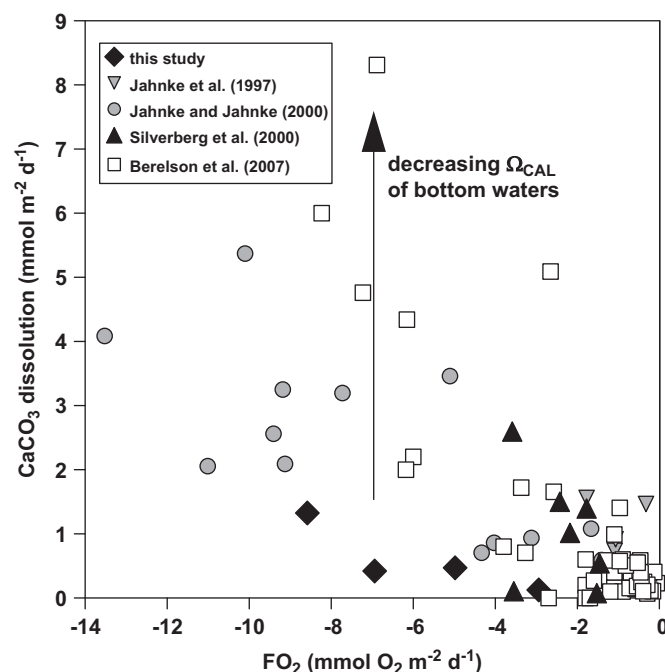 9
8
7
6
5
4
3
2
1
0
CaCO₃ dissolution (mmol m⁻² d⁻¹)
this study
Jahnke et al. (1997)
Jahnke and Jahnke (2000)
Silverberg et al. (2000)
Berelson et al. (2007)
decreasing Ω_CAL
of bottom waters
-14 -12 -10 -8 -6 -4 -2 0
FO₂ (mmol O₂ m⁻² d⁻¹)